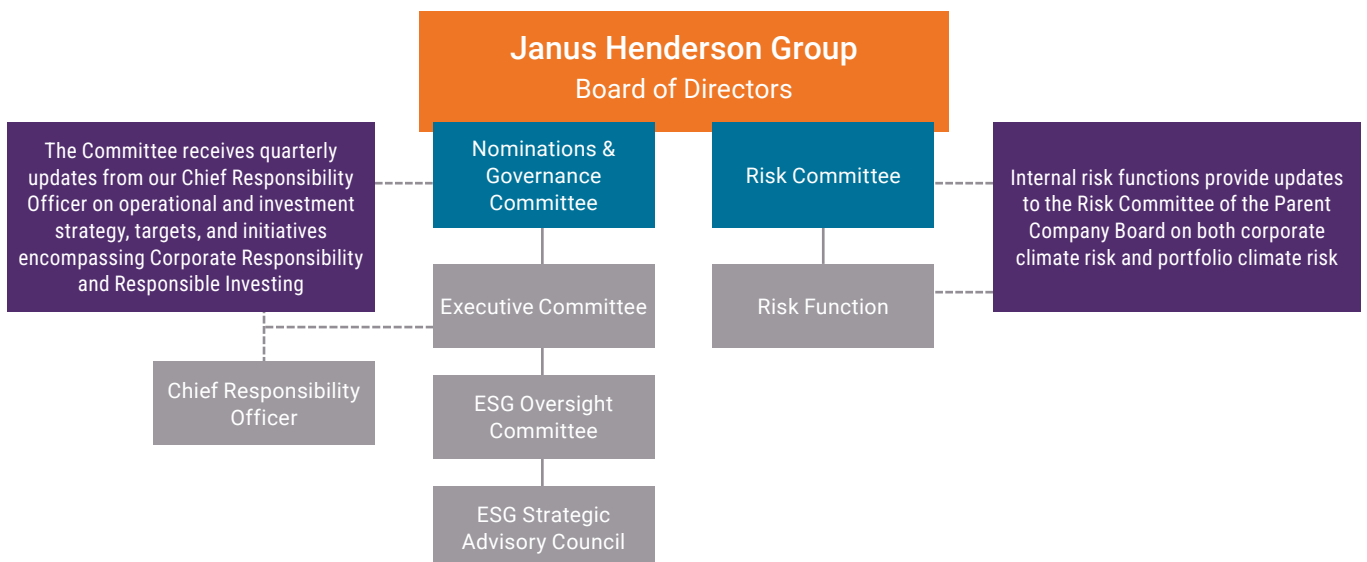 Janus Henderson Group
Board of Directors
The Committee receives quarterly
updates from our Chief Responsibility
Officer on operational and investment
strategy, targets, and initiatives
encompassing Corporate Responsibility
and Responsible Investing
Nominations &
Governance
Committee
Risk Committee
Internal risk functions provide updates
to the Risk Committee of the Parent
Company Board on both corporate
climate risk and portfolio climate risk
Executive Committee
Risk Function
Chief Responsibility
Officer
ESG Oversight
Committee
ESG Strategic
Advisory Council